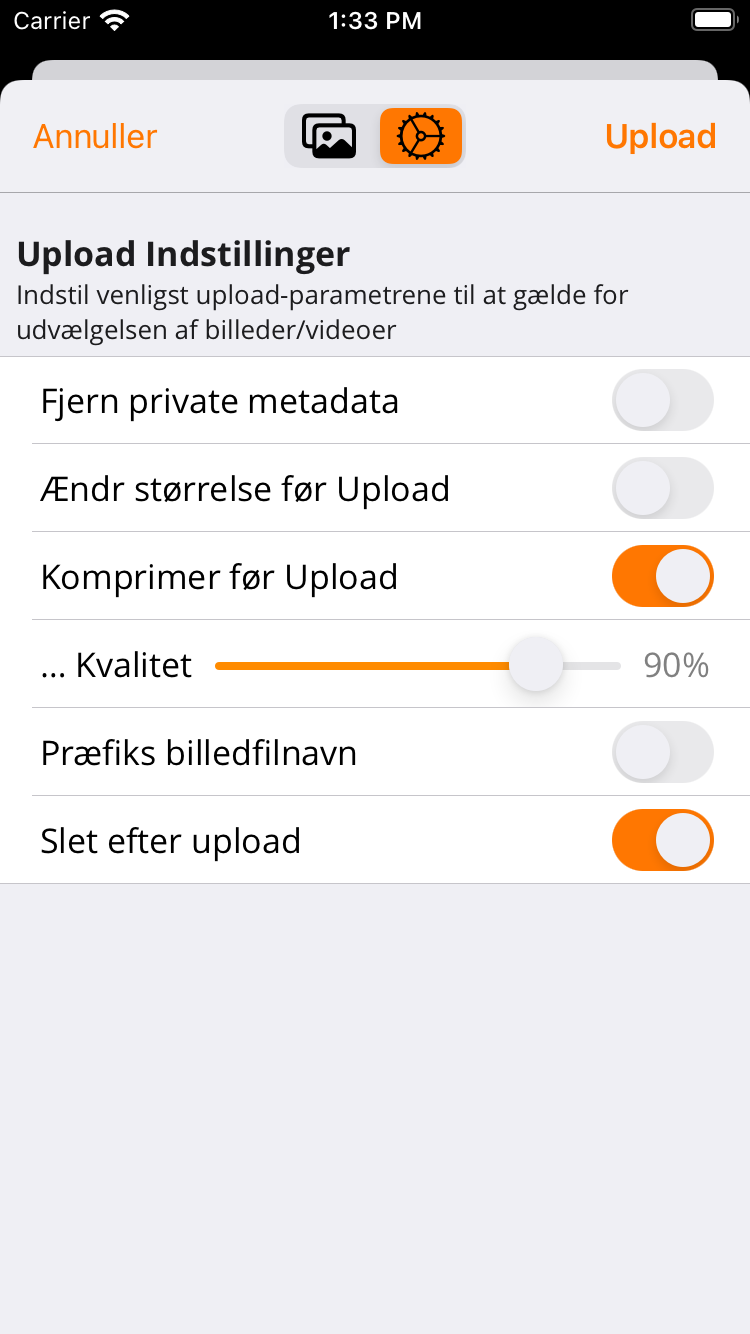 Carrier 1:33 PM
Annuller Upload
Upload Indstillinger
Indstil venligst upload-parametrene til at gælde for
udvælgelsen af billeder/videoer
Fjern private metadata
Ændr størrelse før Upload
Komprimer før Upload
... Kvalitet 90%
Præfiks billedfilnavn
Slet efter upload